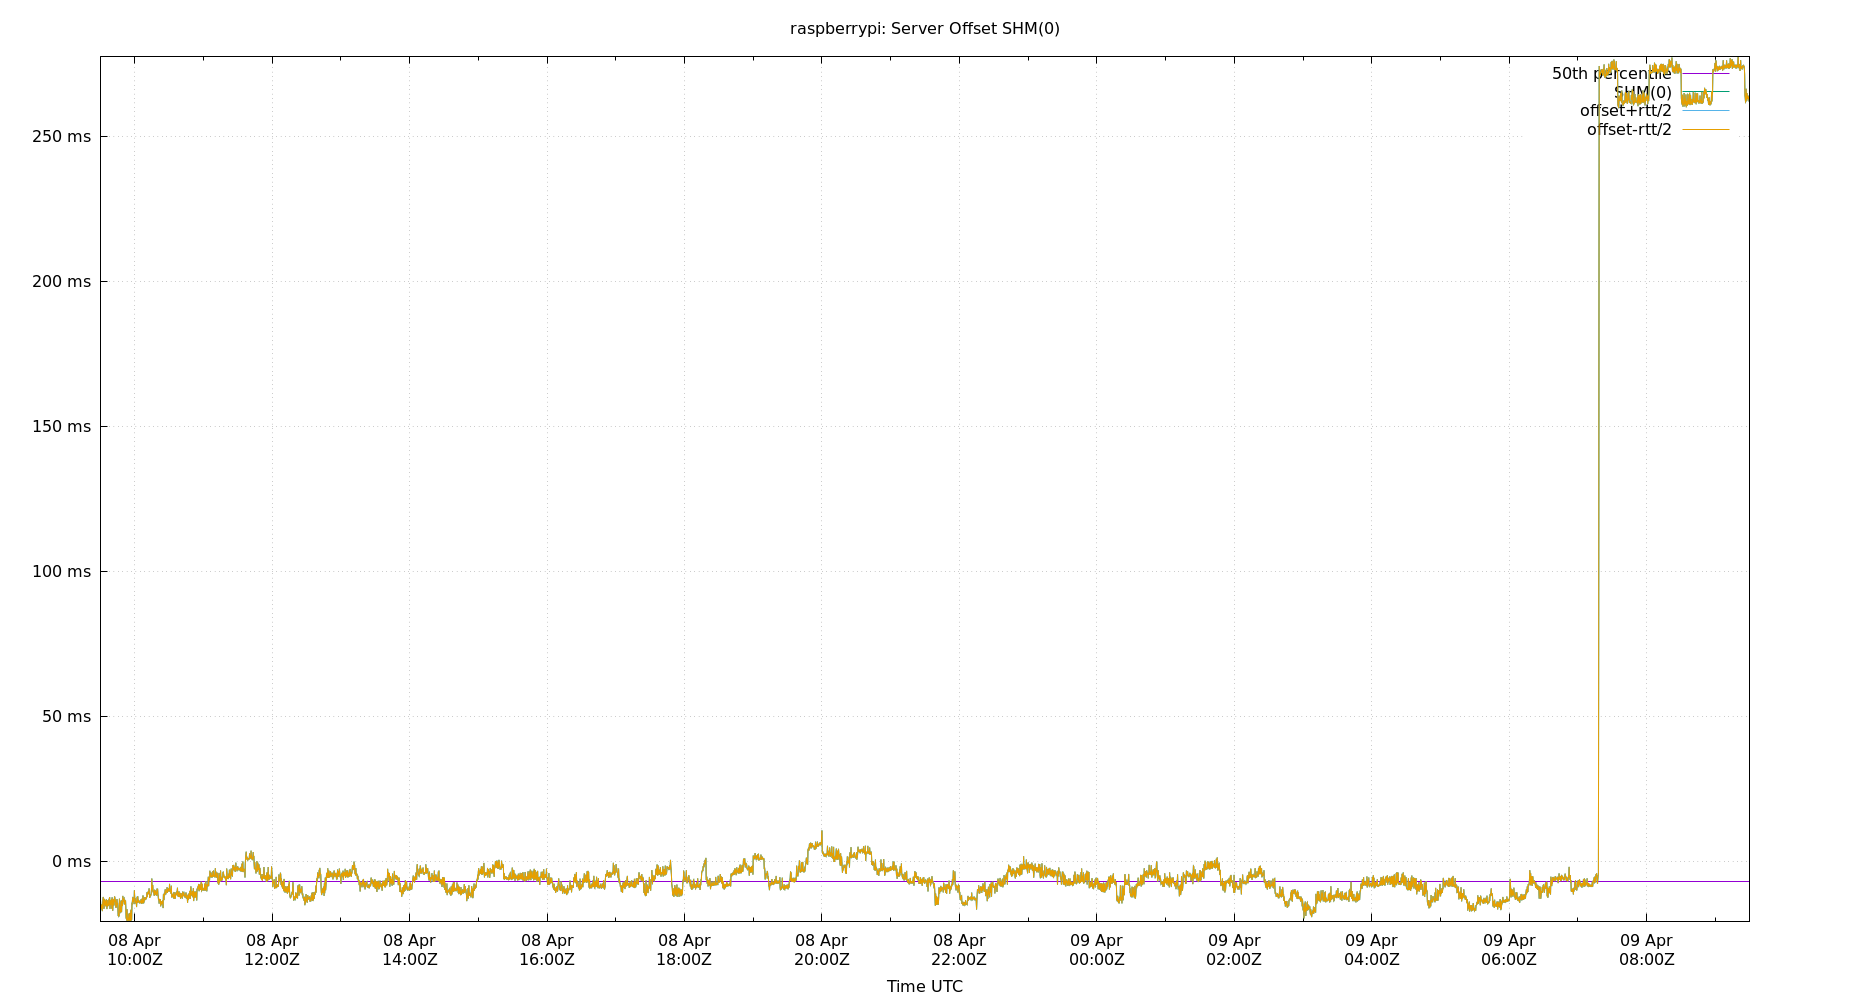 raspberrypi: Server Offset SHM(0)
50th percentile
SHM(0)
offset+rtt/2
offset-rtt/2
250 ms
200 ms
150 ms
100 ms
50 ms
0 ms
08 Apr 08 Apr 08 Apr 08 Apr 08 Apr 08 Apr 08 Apr 09 Apr 09 Apr 09 Apr 09 Apr 09 Apr
10:00Z 12:00Z 14:00Z 16:00Z 18:00Z 20:00Z 22:00Z 00:00Z 02:00Z 04:00Z 06:00Z 08:00Z
Time UTC